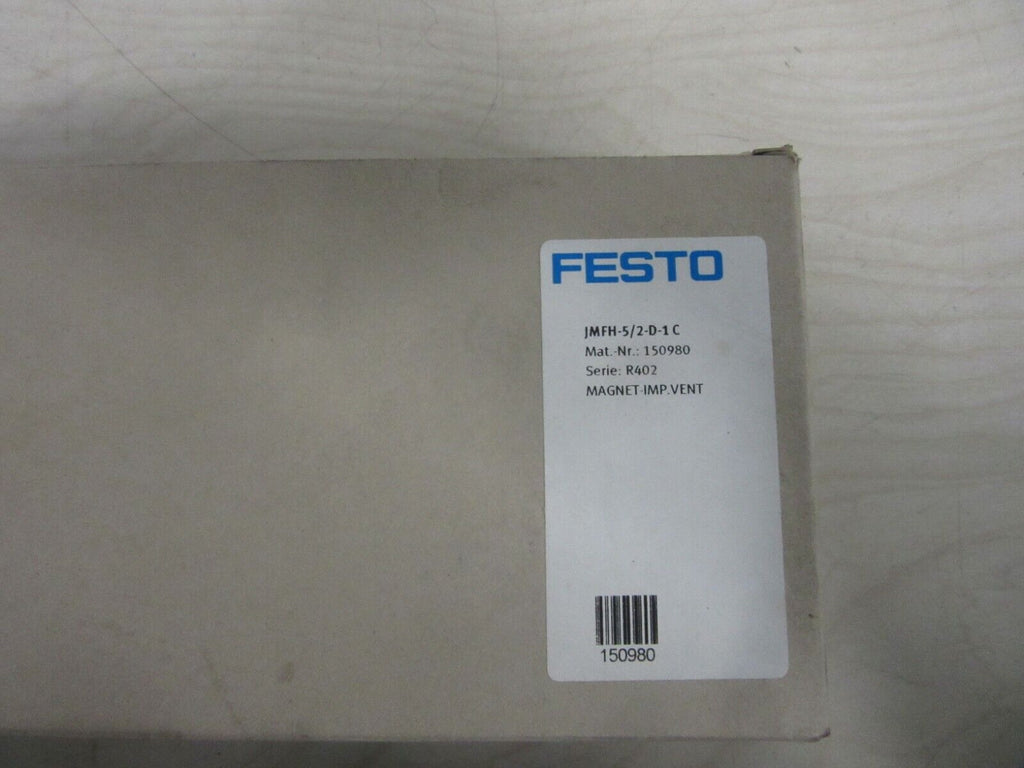 FESTO
JMFH-5/2-D-1 C
Mat.-Nr.: 150980
Serie: R402
MAGNET-IMP.VENT
150980